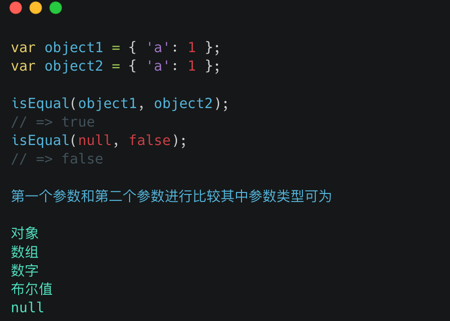 var object1 = { 'a': 1 };
var object2 = { 'a': 1 };
isEqual(object1, object2);
// => true
isEqual(null, false);
// => false
第一个参数和第二个参数进行比较其中参数类型可为
对象
数组
数字
布尔值
null